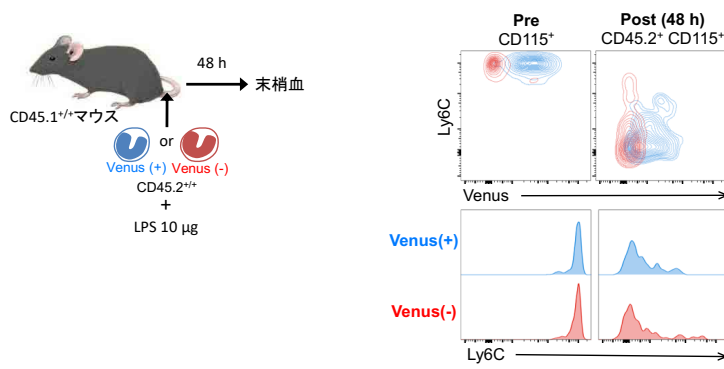 48 h
末梢血
CD45.1+/+マウス
or
Venus (+) Venus (-)
CD45.2+/+
+
LPS 10 µg
Pre
CD115+
Post (48 h)
CD45.2+ CD115+
Ly6C
Venus
Venus(+)
Venus(-)
Ly6C